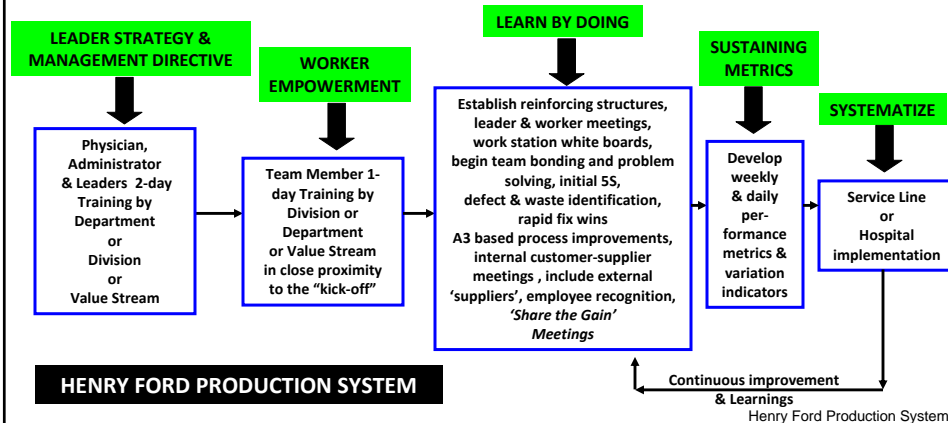 LEADER STRATEGY &
MANAGEMENT DIRECTIVE
Physician,
Administrator
& Leaders 2-day
Training by
Department
or
Division
or
Value Stream
WORKER
EMPOWERMENT
Team Member 1-
day Training by
Division or
Department
or Value Stream
in close proximity
to the “kick-off”
LEARN BY DOING
Establish reinforcing structures,
leader & worker meetings,
work station white boards,
begin team bonding and problem
solving, initial 5S,
defect & waste identification,
rapid fix wins
A3 based process improvements,
internal customer-supplier
meetings , include external
‘suppliers’, employee recognition,
‘Share the Gain’
Meetings
SUSTAINING
METRICS
Develop
weekly
& daily
per-
formance
metrics &
variation
indicators
SYSTEMATIZE
Service Line
or
Hospital
implementation
Continuous improvement
& Learnings
HENRY FORD PRODUCTION SYSTEM
Henry Ford Production System